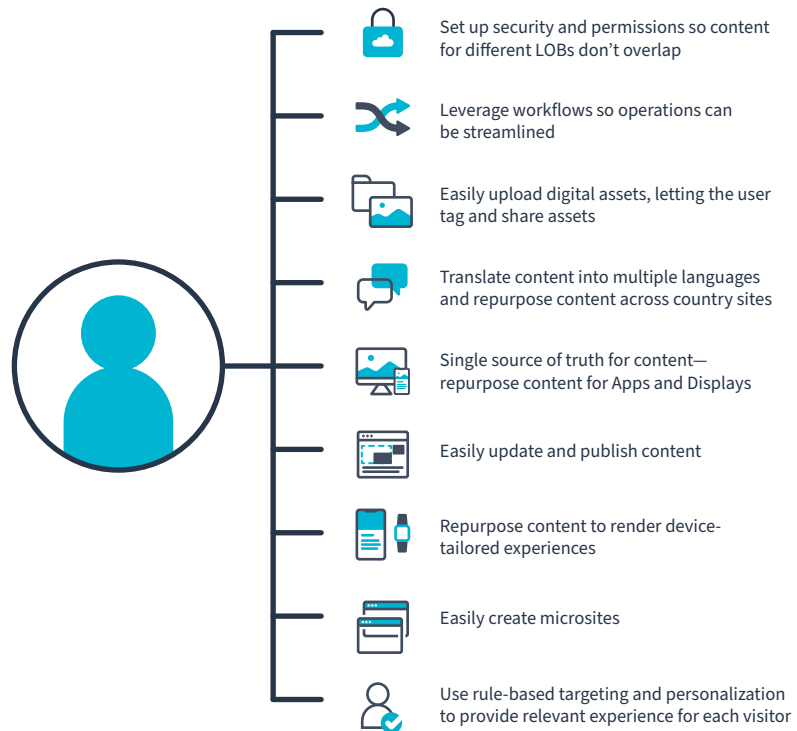 Set up security and permissions so content
for different LOBs don’t overlap
Leverage workflows so operations can
be streamlined
Easily upload digital assets, letting the user
tag and share assets
Translate content into multiple languages
and repurpose content across country sites
Single source of truth for content—
repurpose content for Apps and Displays
Easily update and publish content
Repurpose content to render device-
tailored experiences
Easily create microsites
Use rule-based targeting and personalization
to provide relevant experience for each visitor